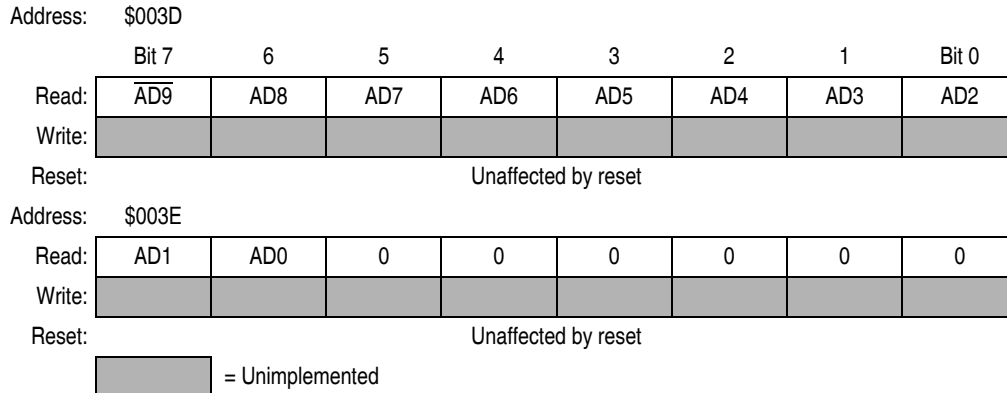 Address: $003D
Bit 7 6 5 4 3 2 1 Bit 0
Read: A̅D̅9̅ AD8 AD7 AD6 AD5 AD4 AD3 AD2
Write:
Reset: Unaffected by reset
Address: $003E
Read: AD1 AD0 0 0 0 0 0 0
Write:
Reset: Unaffected by reset
= Unimplemented